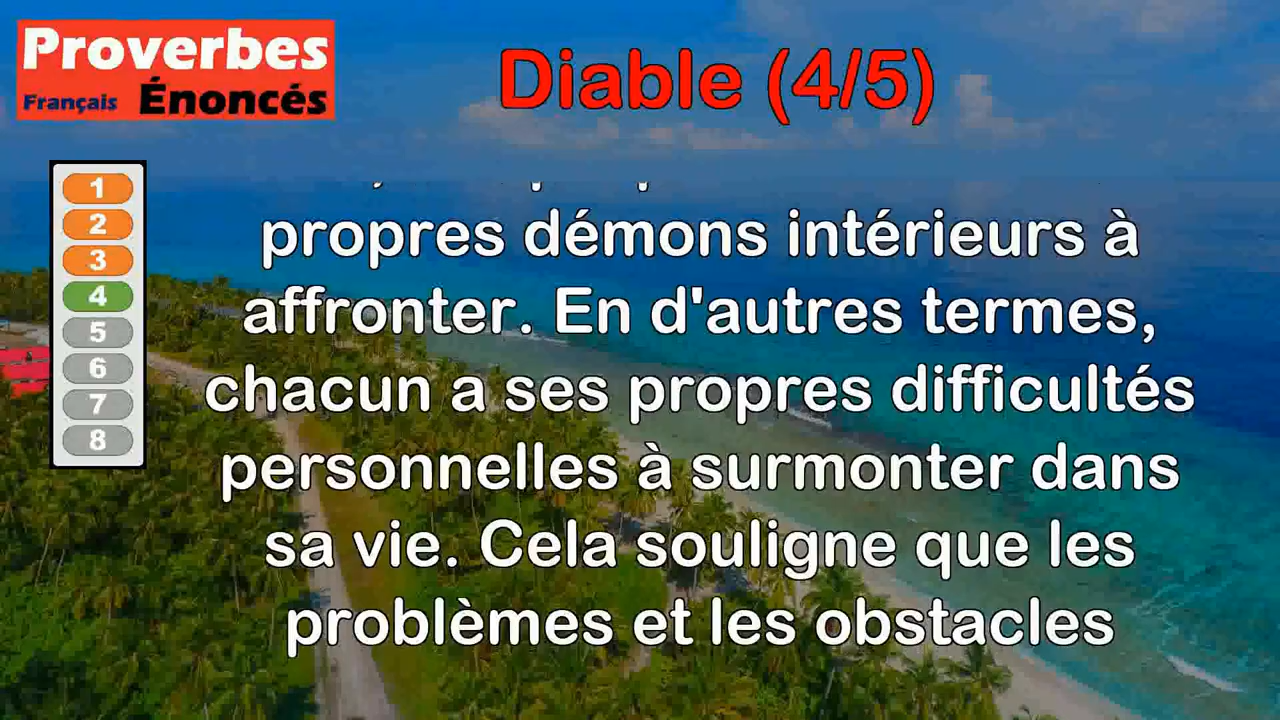 Proverbes
Français Énoncés
Diable (4/5)
1
2
3
4
5
6
7
8
propres démons intérieurs à
affronter. En d'autres termes,
chacun a ses propres difficultés
personnelles à surmonter dans
sa vie. Cela souligne que les
problèmes et les obstacles